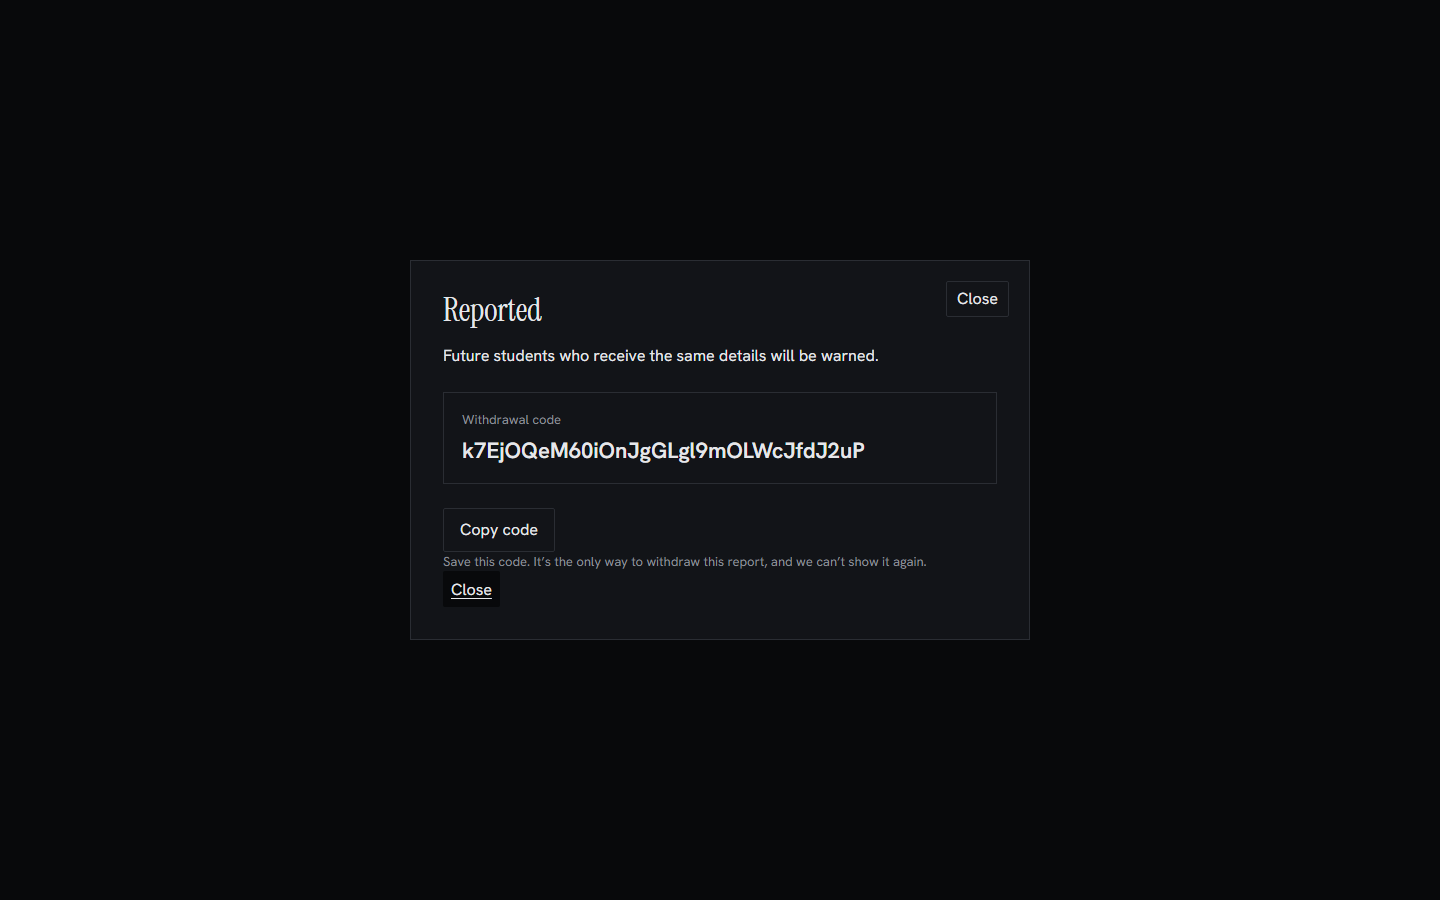 Reported
Close
Future students who receive the same details will be warned.
Withdrawal code
k7EjOQeM60iOnJgGLgl9mOLWcJfdJ2uP
Copy code
Save this code. It’s the only way to withdraw this report, and we can’t show it again.
Close